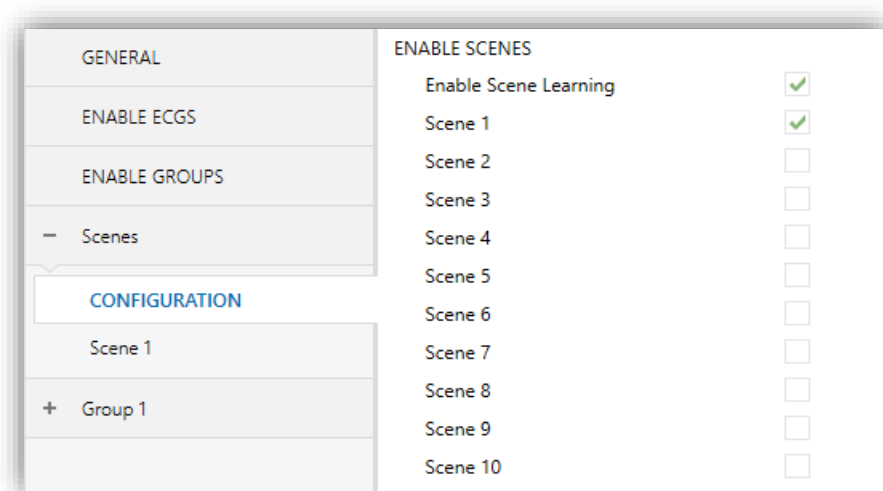 GENERAL
ENABLE ECGS
ENABLE GROUPS
Scenes
CONFIGURATION
Scene 1
Group 1
ENABLE SCENES
Enable Scene Learning
Scene 1
Scene 2
Scene 3
Scene 4
Scene 5
Scene 6
Scene 7
Scene 8
Scene 9
Scene 10